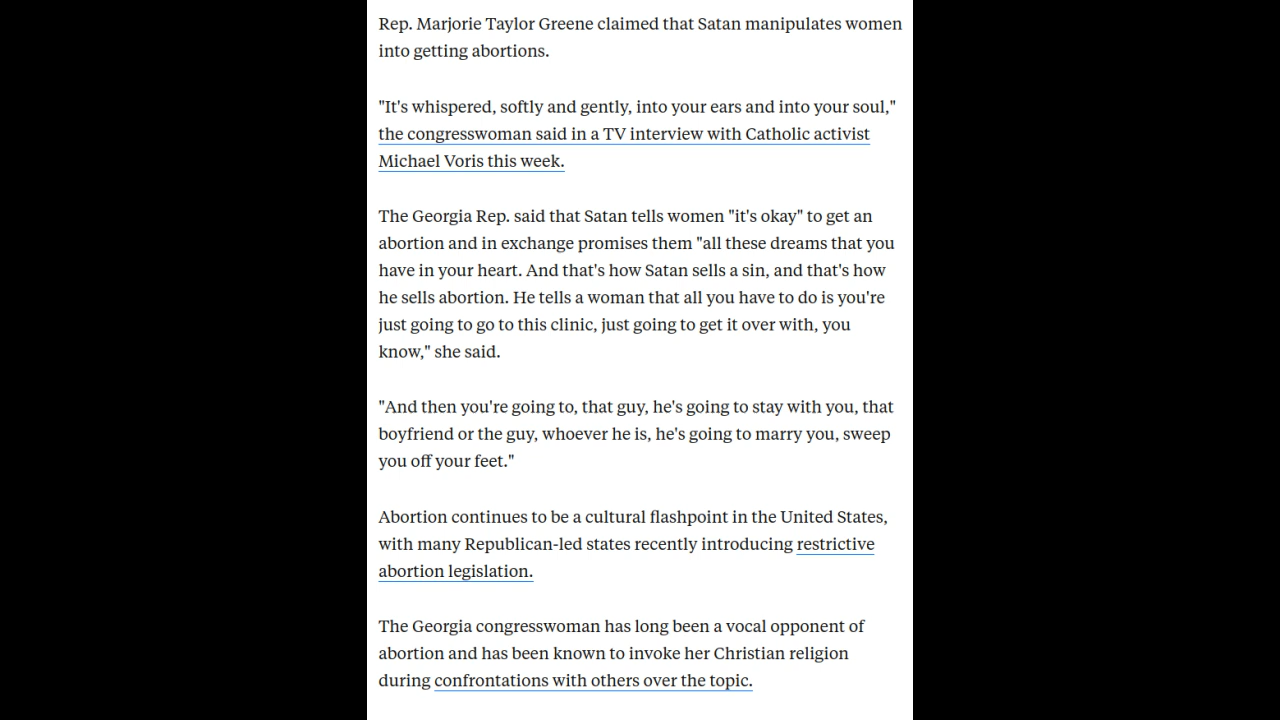 Rep. Marjorie Taylor Greene claimed that Satan manipulates women
into getting abortions.
"It's whispered, softly and gently, into your ears and into your soul,"
the congresswoman said in a TV interview with Catholic activist
Michael Voris this week.
The Georgia Rep. said that Satan tells women "it's okay" to get an
abortion and in exchange promises them "all these dreams that you
have in your heart. And that's how Satan sells a sin, and that's how
he sells abortion. He tells a woman that all you have to do is you're
just going to go to this clinic, just going to get it over with, you
know," she said.
"And then you're going to, that guy, he's going to stay with you, that
boyfriend or the guy, whoever he is, he's going to marry you, sweep
you off your feet."
Abortion continues to be a cultural flashpoint in the United States,
with many Republican-led states recently introducing restrictive
abortion legislation.
The Georgia congresswoman has long been a vocal opponent of
abortion and has been known to invoke her Christian religion
during confrontations with others over the topic.